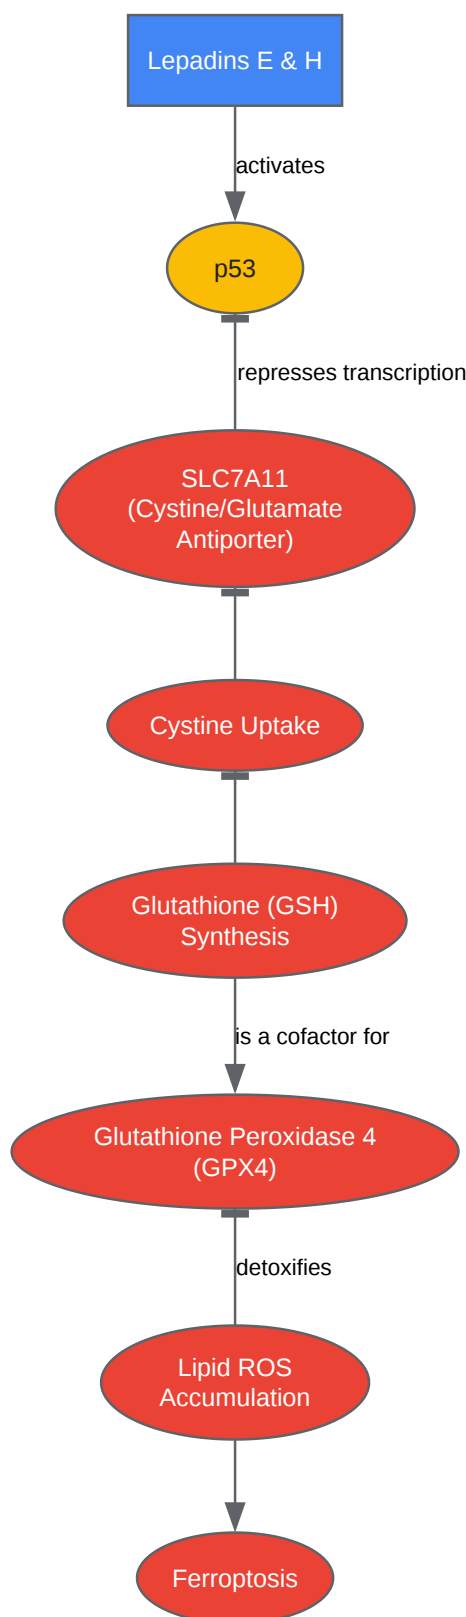 Lepadins E & H
activates
p53
represses transcription
SLC7A11
(Cystine/Glutamate
Antiporter)
Cystine Uptake
Glutathione (GSH)
Synthesis
is a cofactor for
Glutathione Peroxidase 4
(GPX4)
detoxifies
Lipid ROS
Accumulation
Ferroptosis